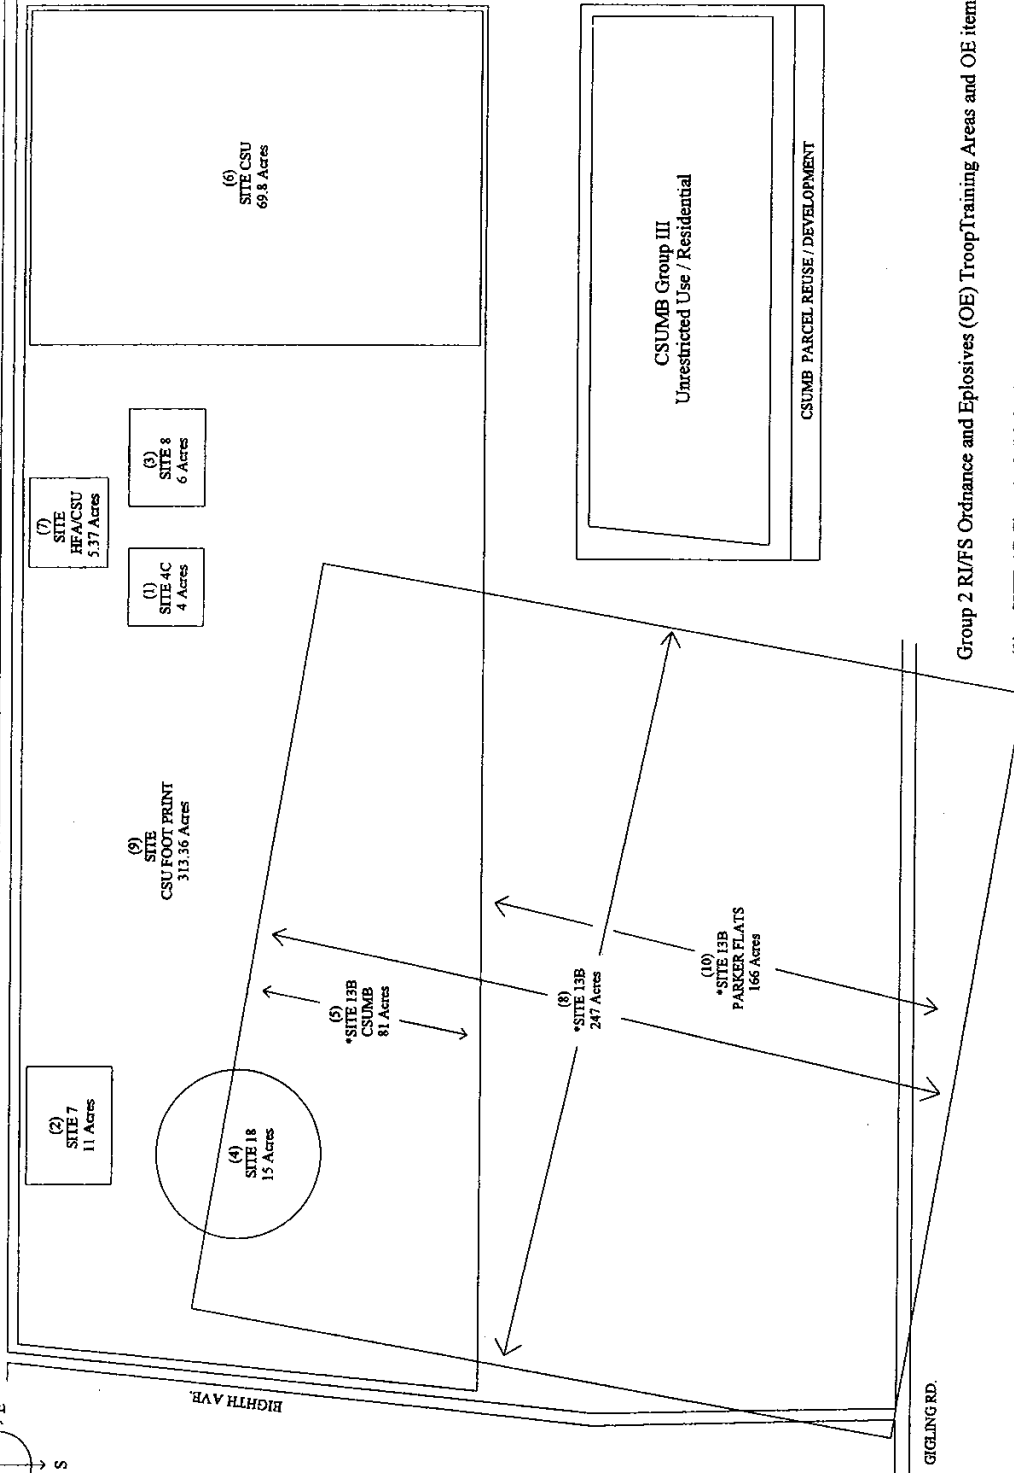 (6)
SITE CSU
69.8 Acres
(7)
SITE
HFA/CSU
5.37 Acres
(3)
SITE 8
6 Acres
(1)
SITE 4C
4 Acres
(9)
SITE
CSU FOOT PRINT
313.36 Acres
(2)
SITE 7
11 Acres
(4)
SITE 18
15 Acres
(5)
*SITE 13B
CSUMB
81 Acres
(8)
*SITE 13B
247 Acres
(10)
*SITE 13B
PARKER FLATS
166 Acres
CSUMB Group III
Unrestricted Use / Residential
CSUMB PARCEL REUSE / DEVELOPMENT
EIGHTH AVE.
GIGLING RD.
S
Group 2 RI/FS Ordnance and Eplosives (OE) TroopTraining Areas and OE item